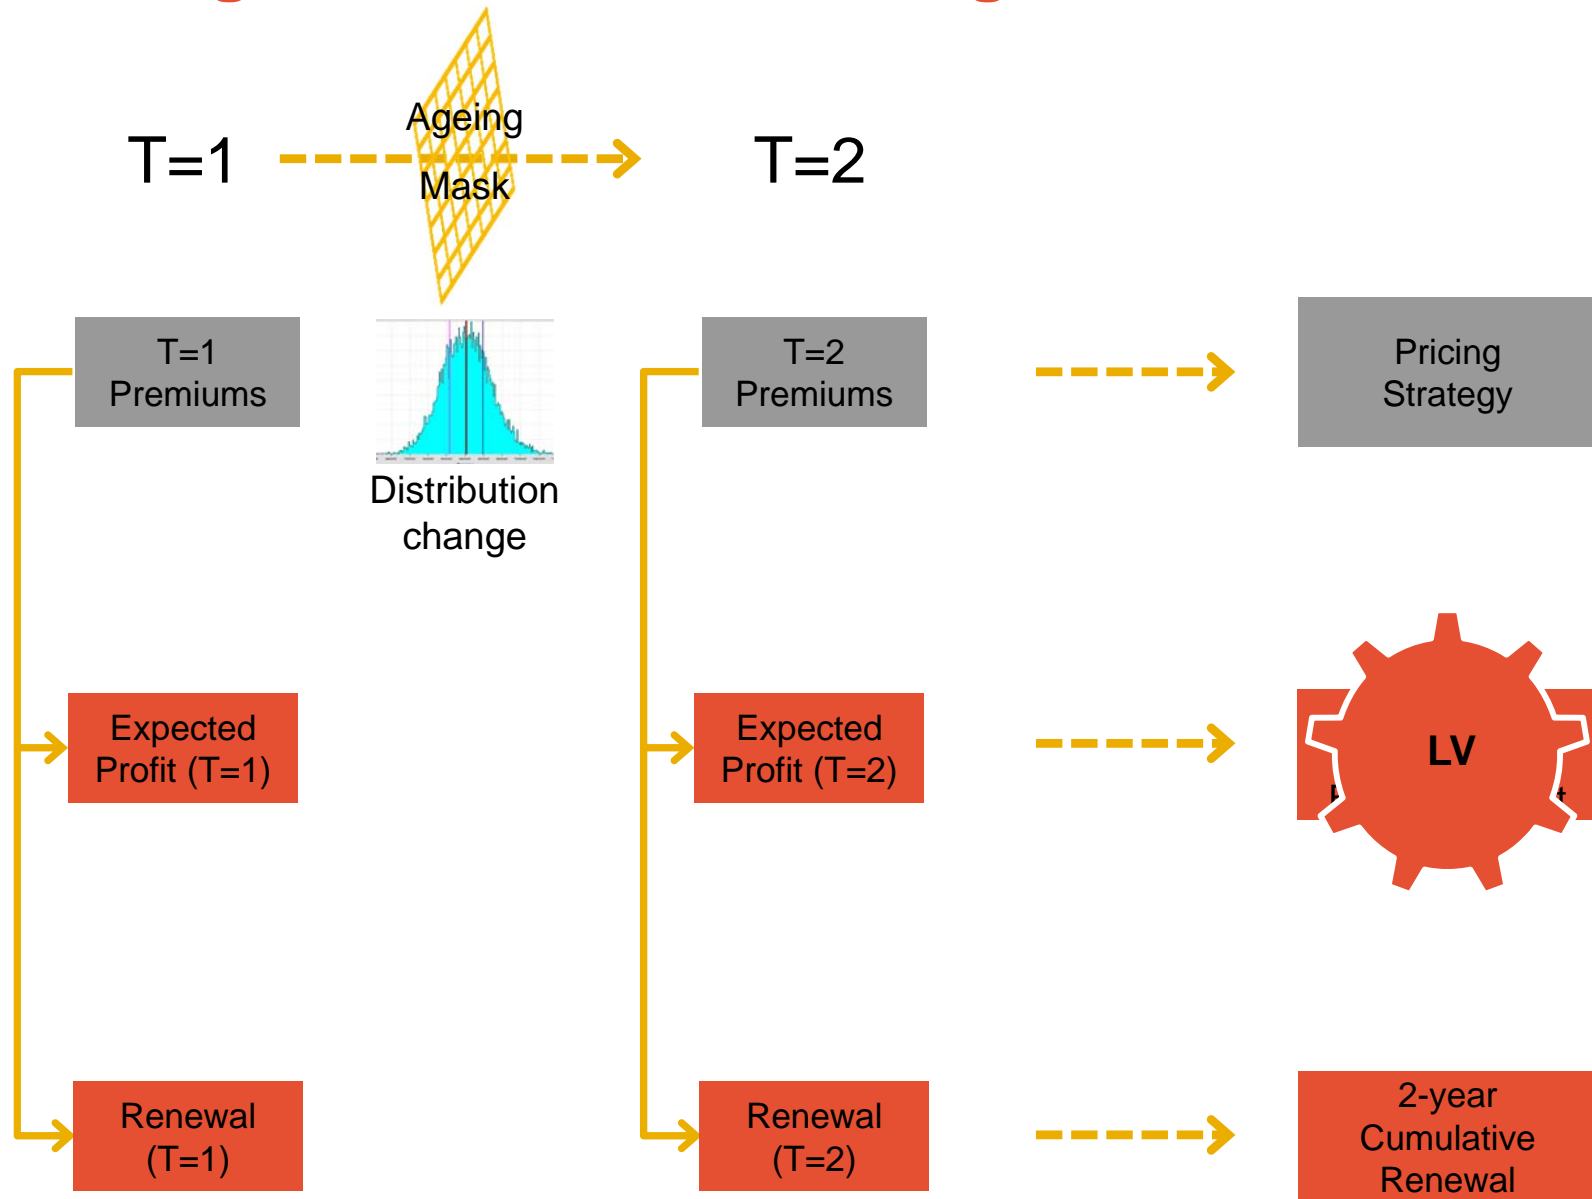 Ageing
Mask
T=1
T=2
T=1
Premiums
T=2
Premiums
Pricing
Strategy
Distribution
change
Expected
Profit (T=1)
Expected
Profit (T=2)
LV
Renewal
(T=1)
Renewal
(T=2)
2-year
Cumulative
Renewal